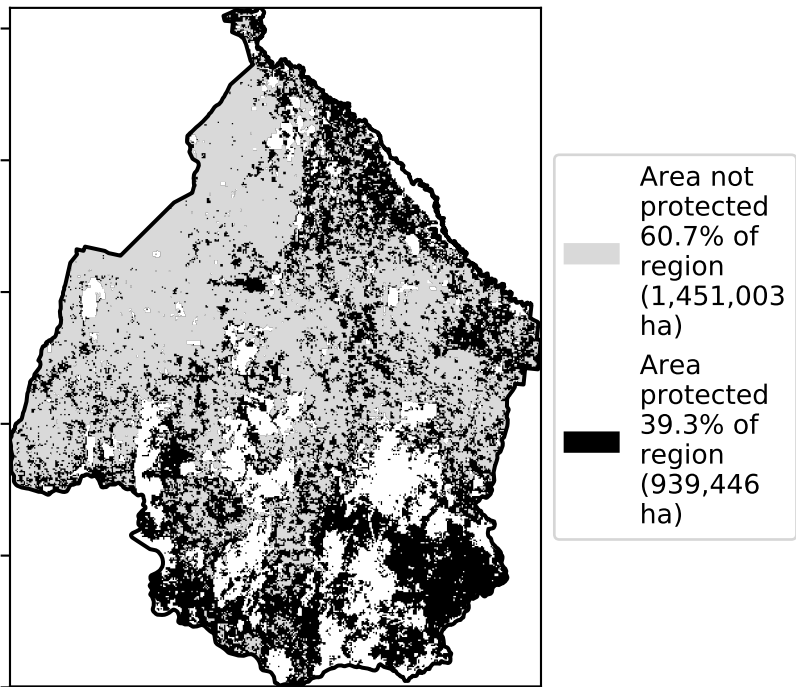 Area not
protected
60.7% of
region
(1,451,003
ha)
Area
protected
39.3% of
region
(939,446
ha)